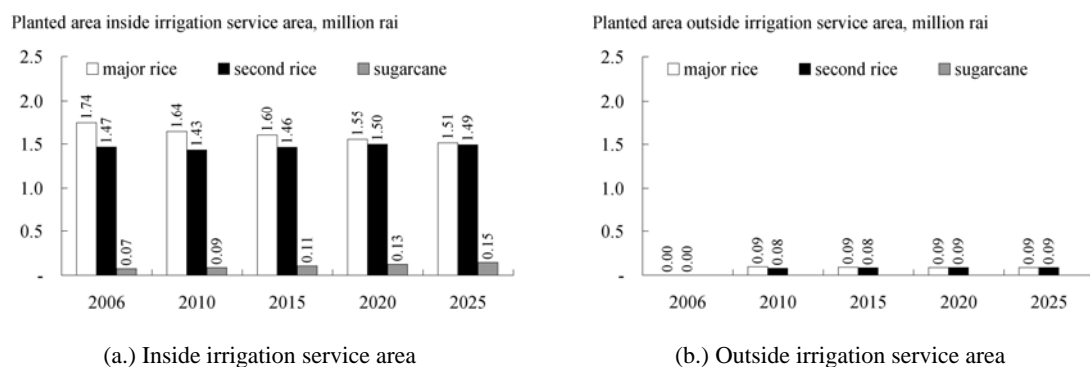 Planted area inside irrigation service area, million rai
2.5
major rice second rice sugarcane
2.0
1.5
1.0
0.5
-
1.74 1.47 0.07
1.64 1.43 0.09
1.60 1.46 0.11
1.55 1.50 0.13
1.51 1.49 0.15
2006 2010 2015 2020 2025
(a.) Inside irrigation service area
Planted area outside irrigation service area, million rai
2.5
major rice second rice sugarcane
2.0
1.5
1.0
0.5
-
0.00 0.00
0.09 0.08
0.09 0.08
0.09 0.09
0.09 0.09
2006 2010 2015 2020 2025
(b.) Outside irrigation service area